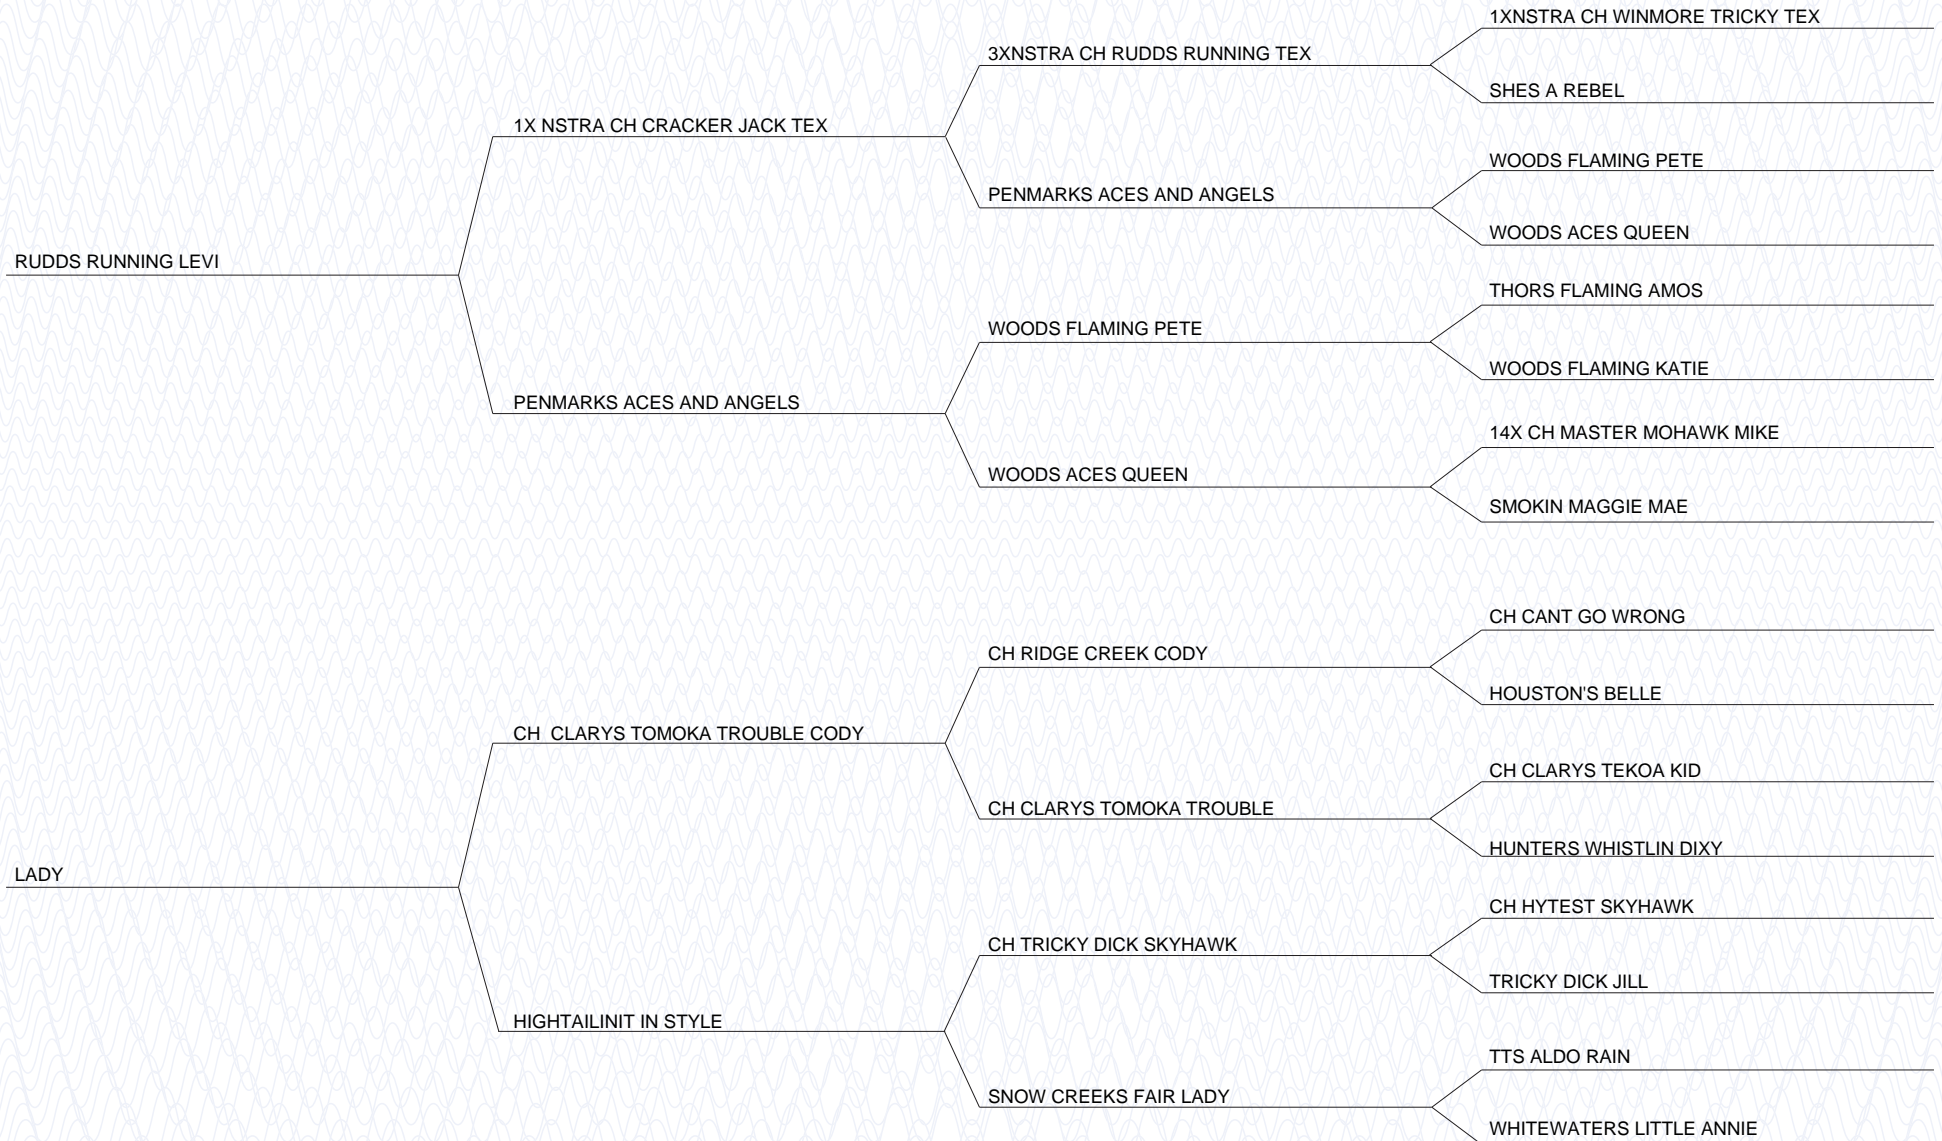 1XNSTRA CH WINMORE TRICKY TEX
3XNSTRA CH RUDDS RUNNING TEX
SHES A REBEL
1X NSTRA CH CRACKER JACK TEX
WOODS FLAMING PETE
PENMARKS ACES AND ANGELS
WOODS ACES QUEEN
RUDDS RUNNING LEVI
THORS FLAMING AMOS
WOODS FLAMING PETE
WOODS FLAMING KATIE
PENMARKS ACES AND ANGELS
14X CH MASTER MOHAWK MIKE
WOODS ACES QUEEN
SMOKIN MAGGIE MAE
CH CANT GO WRONG
CH RIDGE CREEK CODY
HOUSTON'S BELLE
CH  CLARYS TOMOKA TROUBLE CODY
CH CLARYS TEKOA KID
CH CLARYS TOMOKA TROUBLE
HUNTERS WHISTLIN DIXY
LADY
CH HYTEST SKYHAWK
CH TRICKY DICK SKYHAWK
TRICKY DICK JILL
HIGHTAILINIT IN STYLE
TTS ALDO RAIN
SNOW CREEKS FAIR LADY
WHITEWATERS LITTLE ANNIE